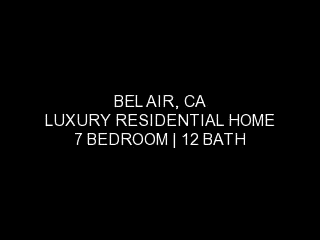 BEL AIR, CA
LUXURY RESIDENTIAL HOME
7 BEDROOM | 12 BATH